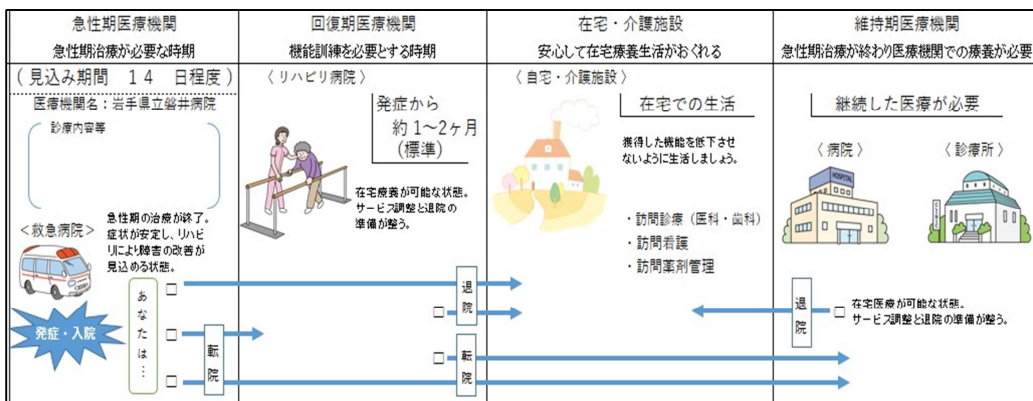 急性期医療機関
急性期治療が必要な時期
(見込み期間 14 日程度)
医療機関名：岩手県立磐井病院
診療内容等
急性期の治療が終了。
症状が安定し、リハビ
リにより障害の改善が
見込める状態。
<救急病院>
発症・入院
あなたは…
□
□
□
転院
回復期医療機関
機能訓練を必要とする時期
〈リハビリ病院〉
発症から
約1～2ヶ月
(標準)
在宅療養が可能な状態。
サービス調整と退院の
準備が整う。
□
退院
□
転院
在宅・介護施設
安心して在宅療養生活がおくれる
〈自宅・介護施設〉
在宅での生活
獲得した機能を低下させ
ないように生活しましょう。
・訪問診療（医科・歯科）
・訪問看護
・訪問薬剤管理
維持期医療機関
急性期治療が終わり医療機関での療養が必要
継続した医療が必要
〈病院〉
〈診療所〉
HOSPITAL
退院
□
在宅医療が可能な状態。
サービス調整と退院の準備が整う。